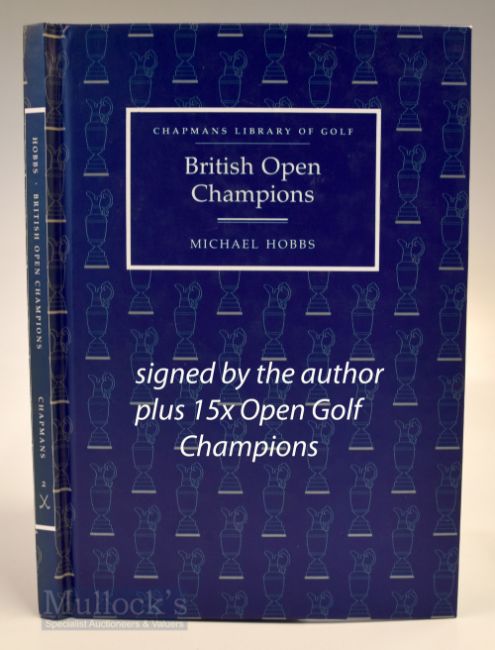 CHAPMANS LIBRARY OF GOLF
British Open
Champions
MICHAEL HOBBS
signed by the author
plus 15x Open Golf
Champions
HOBBS · BRITISH OPEN CHAMPIONS
CHAPMANS
Mullock's
Specialist Auctioneers & Valuers